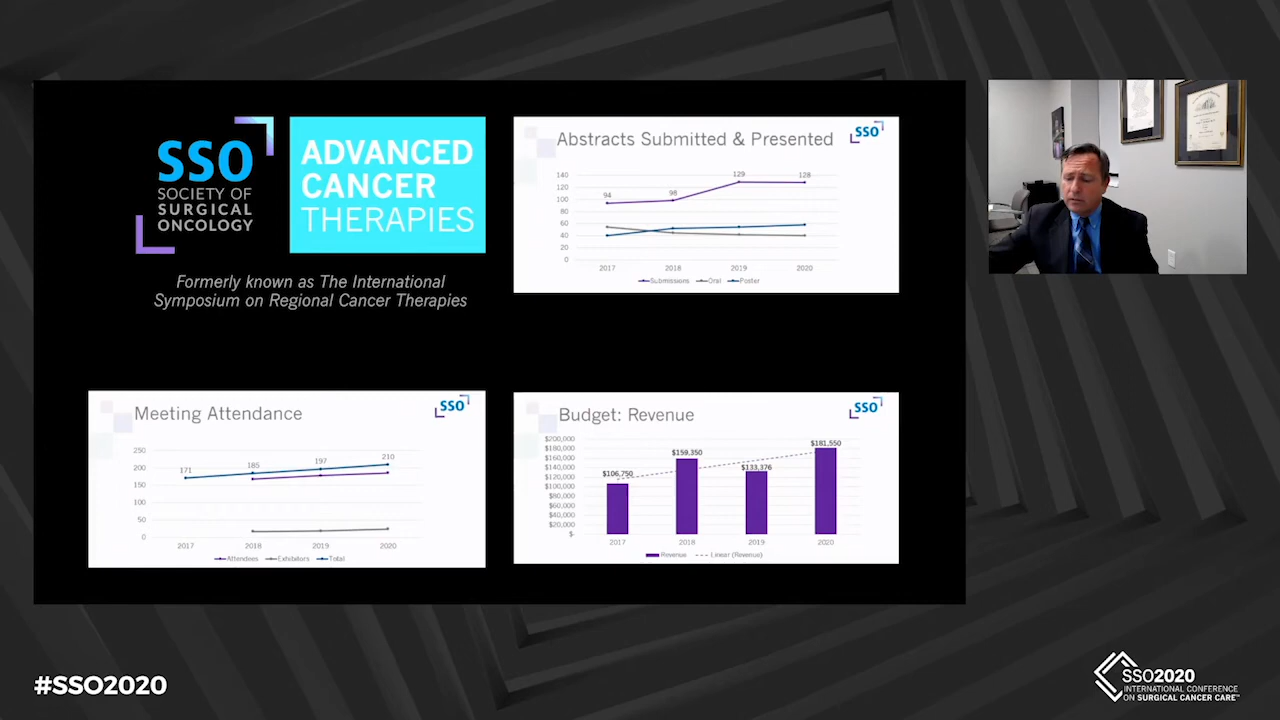 SSO
SOCIETY OF
SURGICAL
ONCOLOGY
ADVANCED
CANCER
THERAPIES
Formerly known as The International
Symposium on Regional Cancer Therapies
Abstracts Submitted & Presented
SSO
140
120
100
80
60
40
20
0
94
98
129
128
2017 2018 2019 2020
Submissions Oral Poster
Meeting Attendance
SSO
250
200
150
100
50
0
171
185
197
210
2017 2018 2019 2020
Attendees Exhibitors Total
Budget: Revenue
SSO
$200,000
$180,000
$160,000
$140,000
$120,000
$100,000
$80,000
$60,000
$40,000
$20,000
$-
$106,750
$159,350
$133,376
$181,550
2017 2018 2019 2020
Revenue Linear (Revenue)
#SSO2020
SSO2020
INTERNATIONAL CONFERENCE
ON SURGICAL CANCER CARE™